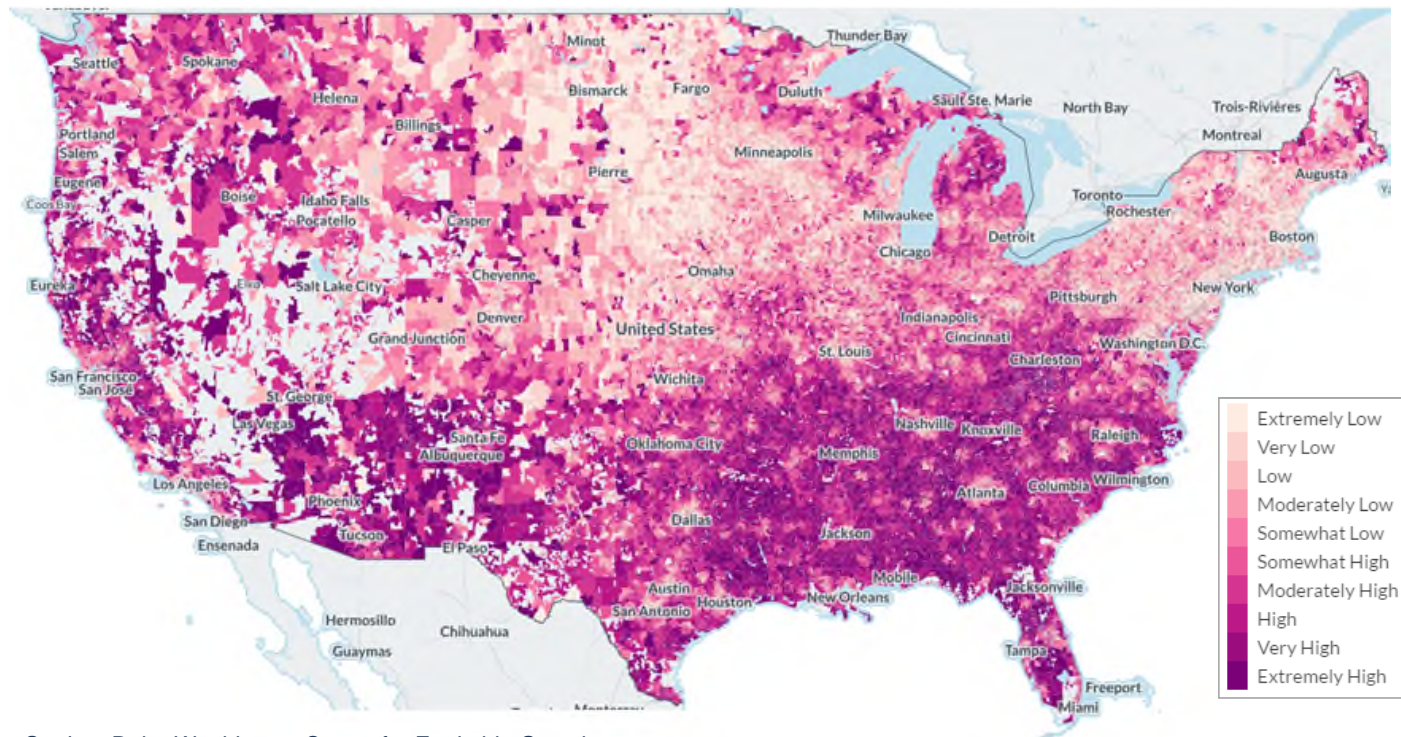 Seattle
Spokane
Minot
Thunder Bay
Helena
Bismarck
Fargo
Duluth
Sault Ste. Marie
North Bay
Trois-Rivières
Montreal
Portland
Salem
Billings
Minneapolis
Eugene
Pierre
Augusta
Coos Bay
Boise
Idaho Falls
Pocatello
Casper
Milwaukee
Toronto
Rochester
Chicago
Detroit
Boston
Eureka
Elko
Salt Lake City
Cheyenne
Omaha
Pittsburgh
New York
Denver
United States
Indianapolis
Grand Junction
St. Louis
Cincinnati
Charleston
Washington D.C.
San Francisco
San José
St. George
Wichita
Las Vegas
Santa Fe
Albuquerque
Oklahoma City
Nashville
Knoxville
Raleigh
Memphis
Los Angeles
Phoenix
Atlanta
Columbia
Wilmington
San Diego
Tucson
Dallas
Jackson
Ensenada
El Paso
Mobile
Austin
Houston
New Orleans
Jacksonville
San Antonio
Hermosillo
Chihuahua
Guaymas
Tampa
Freeport
Miami
Extremely Low
Very Low
Low
Moderately Low
Somewhat Low
Somewhat High
Moderately High
High
Very High
Extremely High